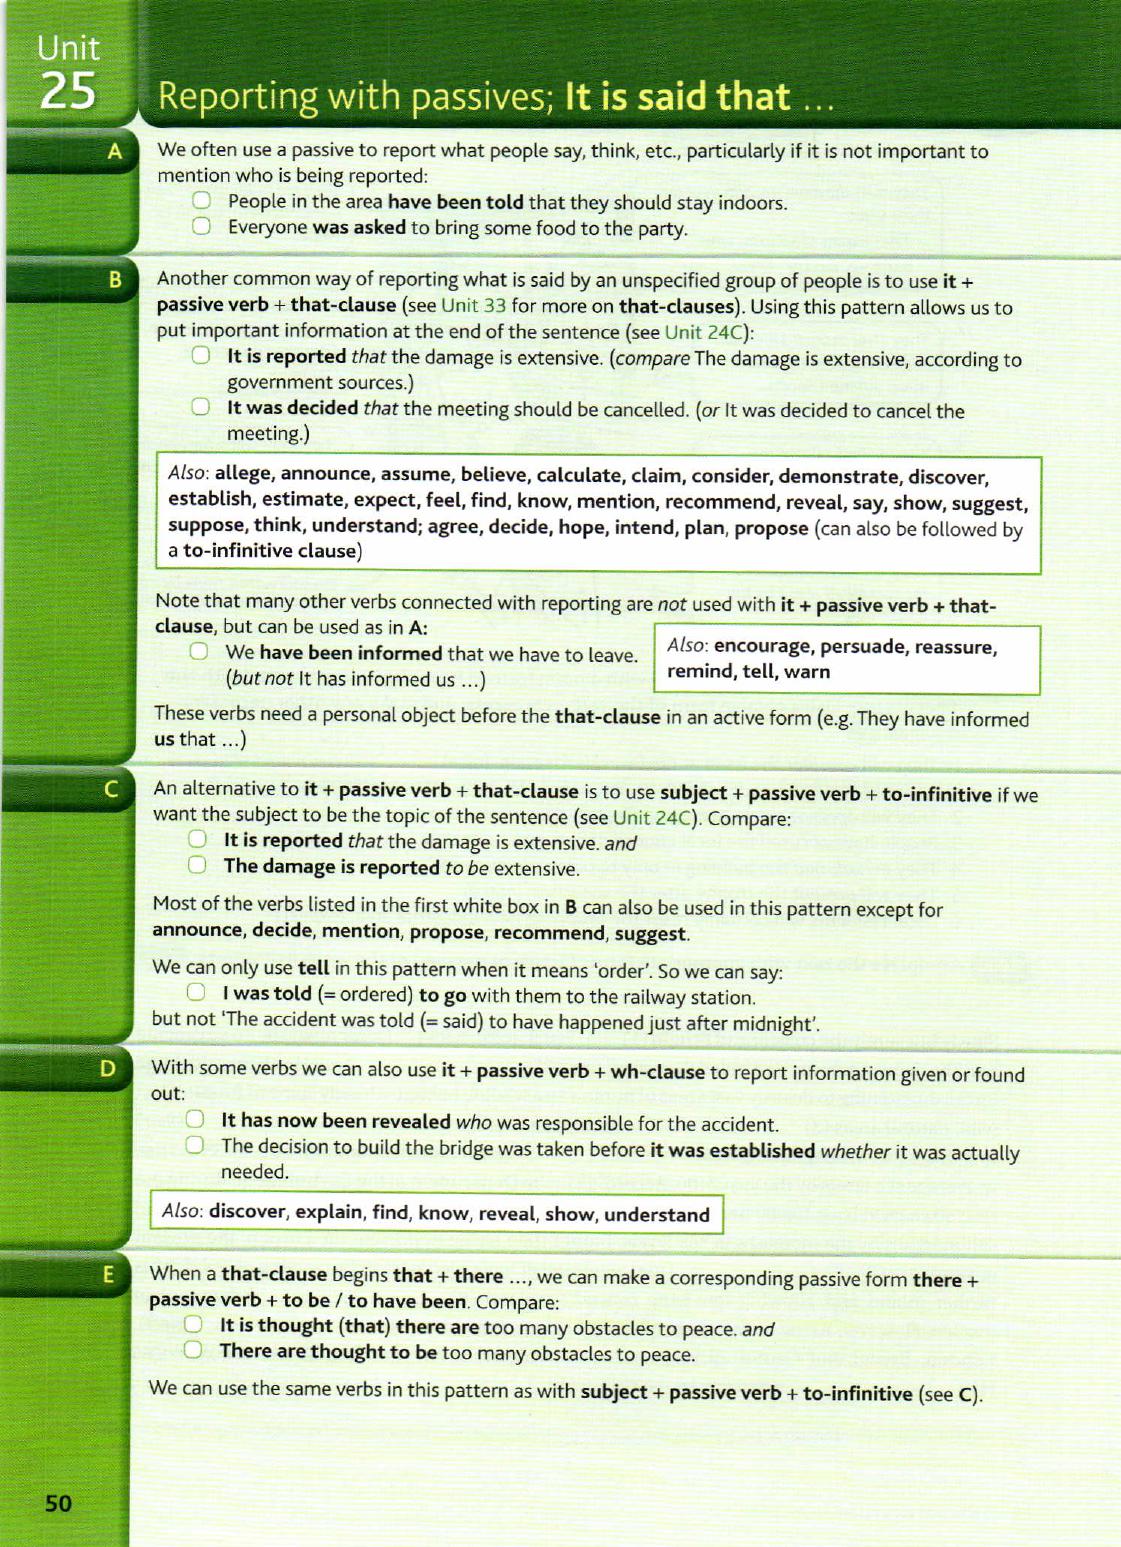 Unit
25
Reporting with passives; It is said that ...
A
We often use a passive to report what people say, think, etc., particularly if it is not important to
mention who is being reported:
People in the area have been told that they should stay indoors.
Everyone was asked to bring some food to the party.
B
Another common way of reporting what is said by an unspecified group of people is to use it +
passive verb + that-clause (see Unit 33 for more on that-clauses). Using this pattern allows us to
put important information at the end of the sentence (see Unit 24C):
It is reported that the damage is extensive. (compare The damage is extensive, according to
government sources.)
It was decided that the meeting should be cancelled. (or It was decided to cancel the
meeting.)
Also: allege, announce, assume, believe, calculate, claim, consider, demonstrate, discover,
establish, estimate, expect, feel, find, know, mention, recommend, reveal, say, show, suggest,
suppose, think, understand; agree, decide, hope, intend, plan, propose (can also be followed by
a to-infinitive clause)
Note that many other verbs connected with reporting are not used with it + passive verb + that-
clause, but can be used as in A:
We have been informed that we have to leave.
(but not It has informed us ...)
Also: encourage, persuade, reassure,
remind, tell, warn
These verbs need a personal object before the that-clause in an active form (e.g. They have informed
us that ...)
C
An alternative to it + passive verb + that-clause is to use subject + passive verb + to-infinitive if we
want the subject to be the topic of the sentence (see Unit 24C). Compare:
It is reported that the damage is extensive. and
The damage is reported to be extensive.
Most of the verbs listed in the first white box in B can also be used in this pattern except for
announce, decide, mention, propose, recommend, suggest.
We can only use tell in this pattern when it means 'order'. So we can say:
I was told (= ordered) to go with them to the railway station.
but not 'The accident was told (= said) to have happened just after midnight'.
D
With some verbs we can also use it + passive verb + wh-clause to report information given or found
out:
It has now been revealed who was responsible for the accident.
The decision to build the bridge was taken before it was established whether it was actually
needed.
Also: discover, explain, find, know, reveal, show, understand
E
When a that-clause begins that + there ..., we can make a corresponding passive form there +
passive verb + to be / to have been. Compare:
It is thought (that) there are too many obstacles to peace. and
There are thought to be too many obstacles to peace.
We can use the same verbs in this pattern as with subject + passive verb + to-infinitive (see C).
50